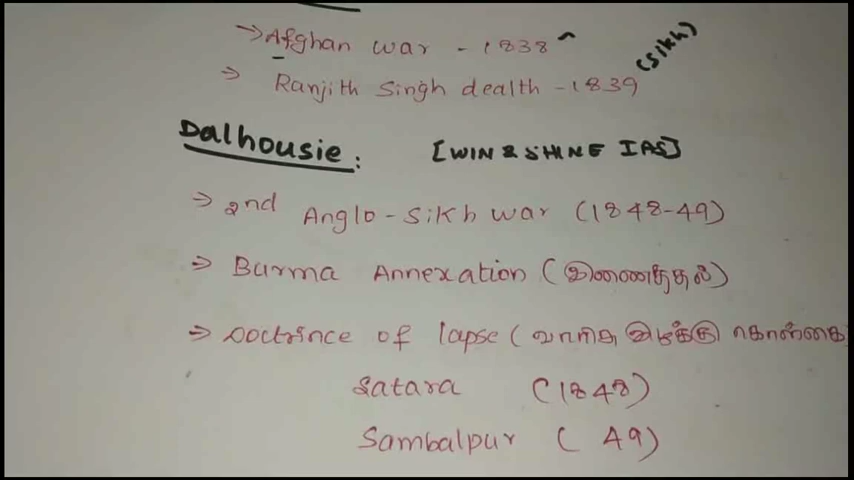 → Afghan war - 1838
→ Ranjith Singh dealth - 1839 (Sikh)
Dalhousie : [WIN & SHINE IAS]
→ 2nd Anglo - Sikh war (1848-49)
→ Burma Annexation (இணைத்தல்)
→ Doctrince of lapse (வாரிசு இழப்பு கொள்கை
Satara (1848)
Sambalpur ( 49)